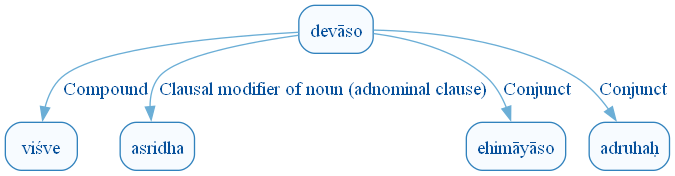 devāso
Compound Clausal modifier of noun (adnominal clause) Conjunct Conjunct
viśve asridha ehimāyāso adruhaḥ